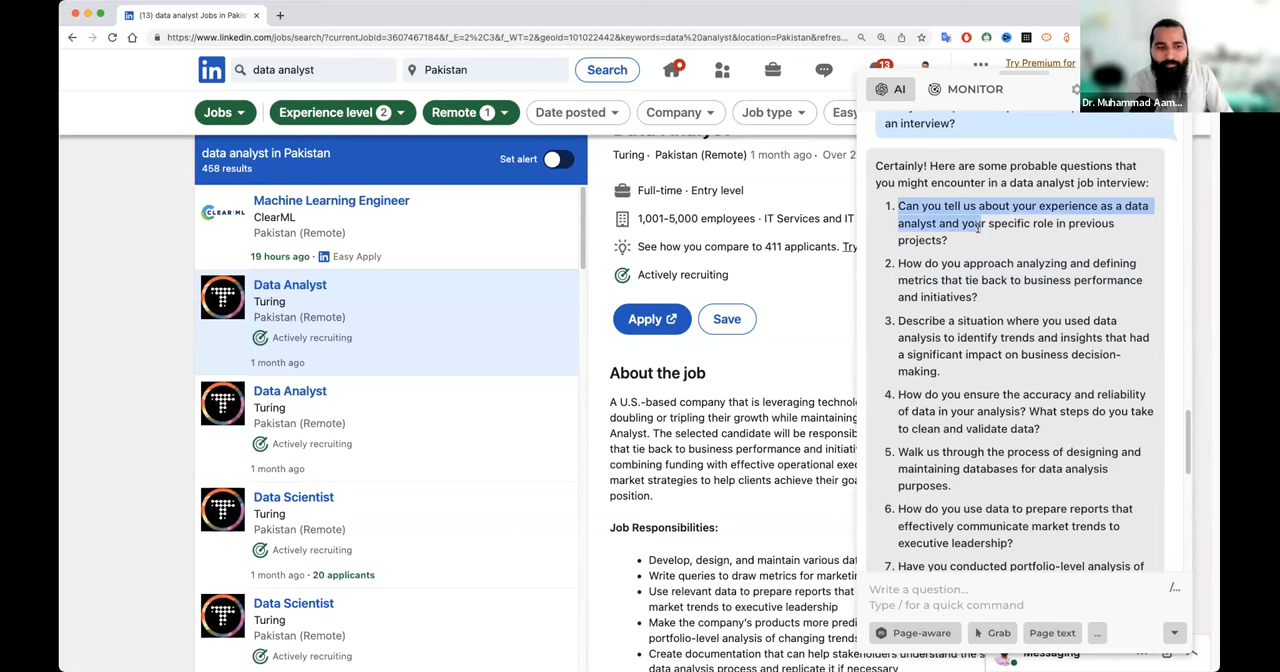 (13) data analyst Jobs in Pakis
https://www.linkedin.com/jobs/search/?currentJobId=3607467184&f_E=2%2C3&f_WT=2&geoId=101022442&keywords=data%20analyst&location=Pakistan&refres...
in
data analyst
Pakistan
Search
13
Try Premium for
Jobs
Experience level 2
Remote 1
Date posted
Company
Job type
Easy
data analyst in Pakistan
458 results
Set alert
CLEAR|ML
Machine Learning Engineer
ClearML
Pakistan (Remote)
19 hours ago · in Easy Apply
Data Analyst
Turing
Pakistan (Remote)
Actively recruiting
1 month ago
Data Analyst
Turing
Pakistan (Remote)
Actively recruiting
1 month ago
Data Scientist
Turing
Pakistan (Remote)
Actively recruiting
1 month ago · 20 applicants
Data Scientist
Turing
Pakistan (Remote)
Actively recruiting
Turing · Pakistan (Remote) 1 month ago · Over 2
Full-time · Entry level
1,001-5,000 employees · IT Services and IT
See how you compare to 411 applicants. Try
Actively recruiting
Apply
Save
About the job
A U.S.-based company that is leveraging technolo
doubling or tripling their growth while maintaining
Analyst. The selected candidate will be responsib
that tie back to business performance and initiativ
combining funding with effective operational exec
market strategies to help clients achieve their goa
position.
Job Responsibilities:
• Develop, design, and maintain various dat
• Write queries to draw metrics for marketin
• Use relevant data to prepare reports that
market trends to executive leadership
• Make the company's products more predi
portfolio-level analysis of changing trends
• Create documentation that can help stakeholders understand the s
data analysis process and replicate it if necessary
AI
MONITOR
Dr. Muhammad Aam...
an interview?
Certainly! Here are some probable questions that
you might encounter in a data analyst job interview:
1. Can you tell us about your experience as a data
analyst and your specific role in previous
projects?
2. How do you approach analyzing and defining
metrics that tie back to business performance
and initiatives?
3. Describe a situation where you used data
analysis to identify trends and insights that had
a significant impact on business decision-
making.
4. How do you ensure the accuracy and reliability
of data in your analysis? What steps do you take
to clean and validate data?
5. Walk us through the process of designing and
maintaining databases for data analysis
purposes.
6. How do you use data to prepare reports that
effectively communicate market trends to
executive leadership?
7. Have you conducted portfolio-level analysis of
Write a question...
Type / for a quick command
/...
Page-aware
Grab
Page text
...
Messaging